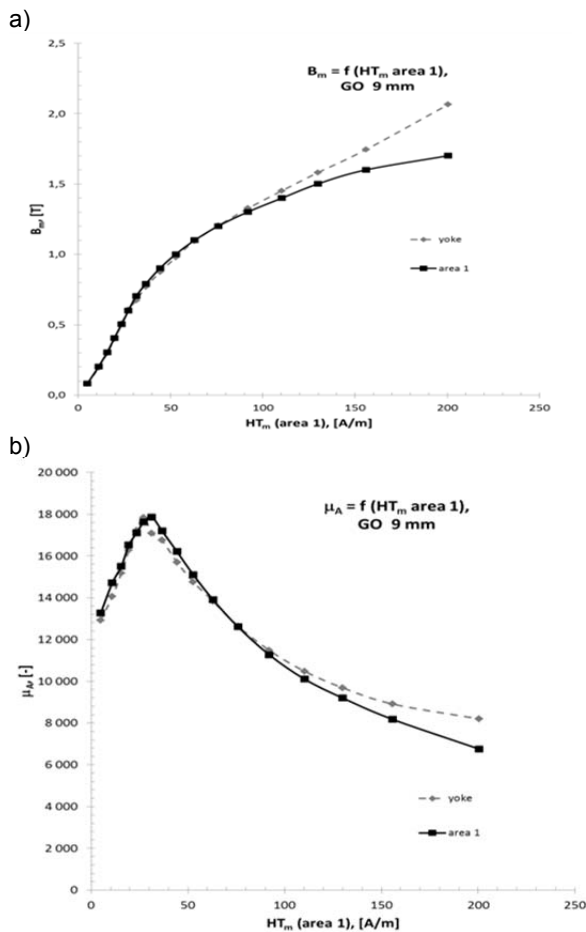 a)
2,5
2,0
1,5
1,0
0,5
0,0
Bₘ, [T]
Bₘ = f (HTₘ area 1),
GO 9 mm
yoke
area 1
0 50 100 150 200 250
HTₘ (area 1), [A/m]
b)
20 000
18 000
16 000
14 000
12 000
10 000
8 000
6 000
4 000
2 000
0
μA, [-]
μA = f (HTₘ area 1),
GO 9 mm
yoke
area 1
0 50 100 150 200 250
HTₘ (area 1), [A/m]